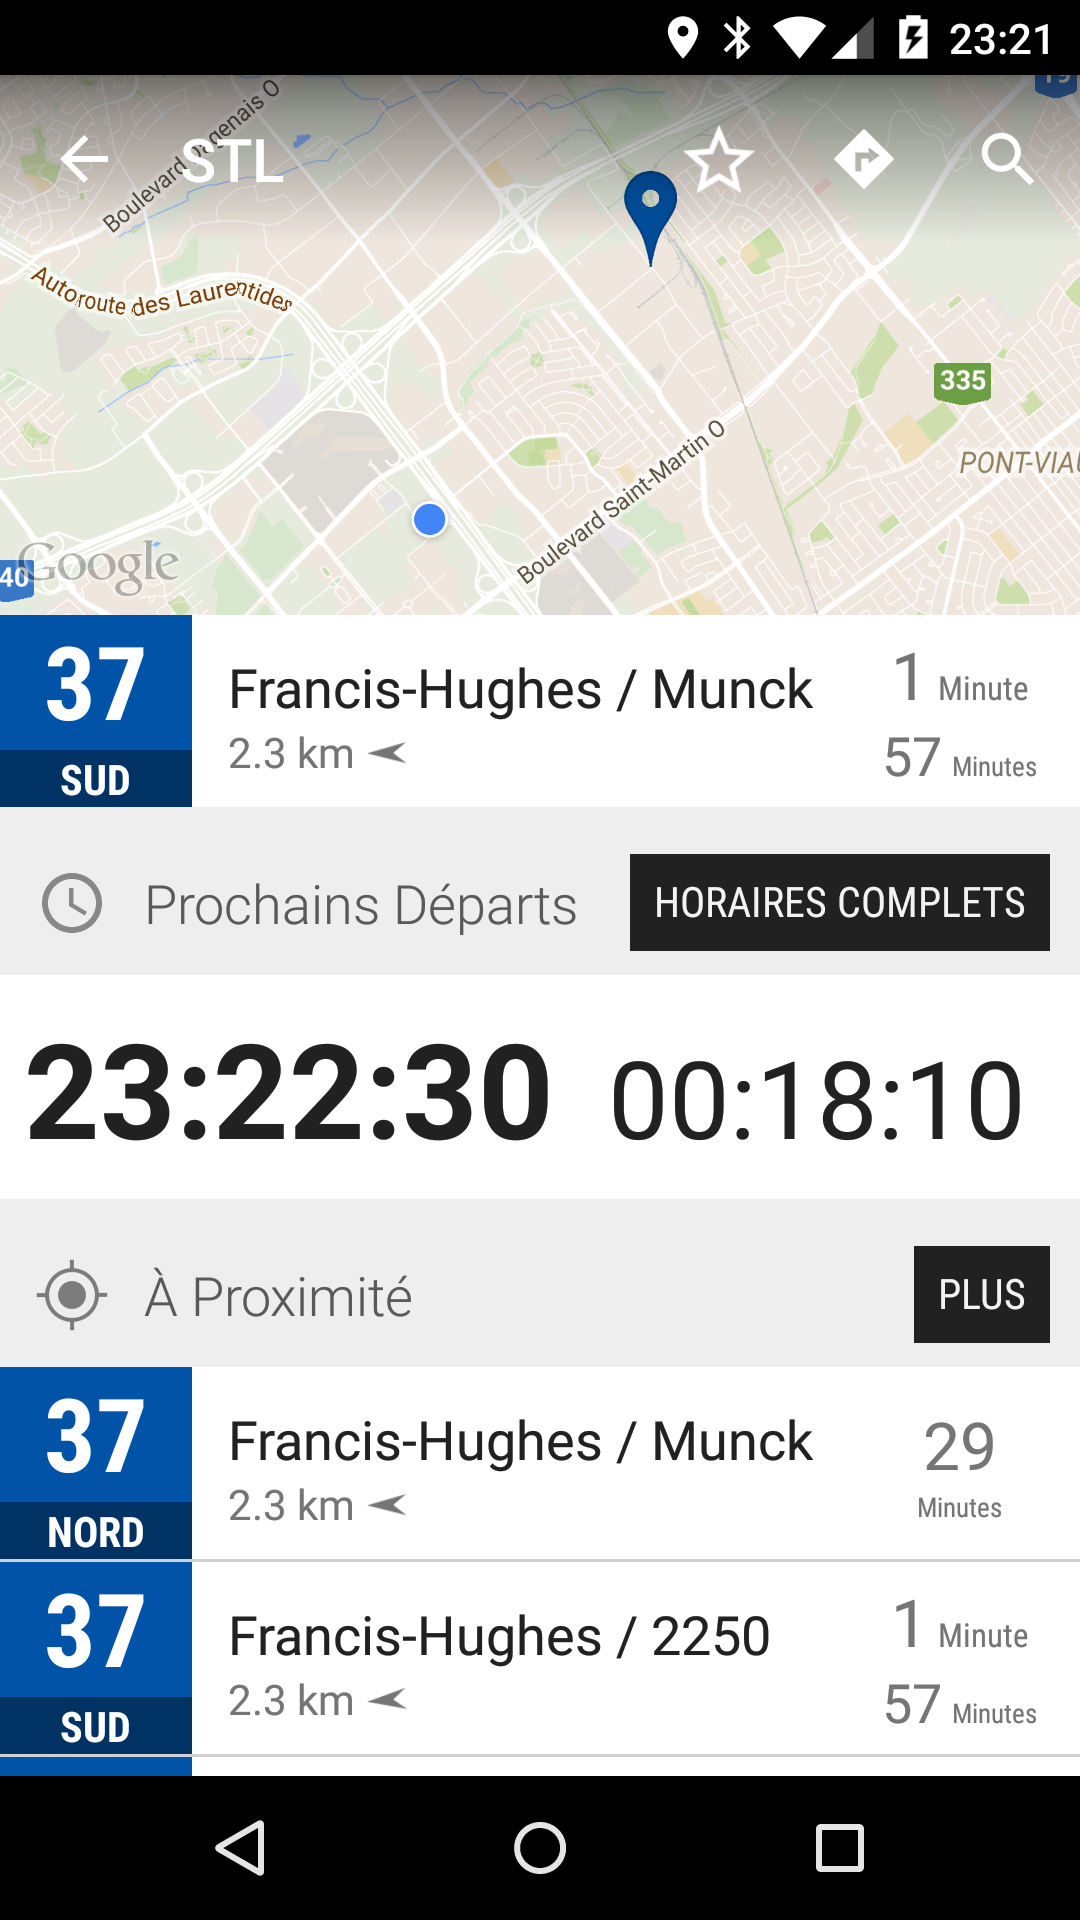 23:21
19
Boulevard Dagenais O
STL
Autoroute des Laurentides
335
Boulevard Saint-Martin O
PONT-VIAU
Google
40
37
SUD
Francis-Hughes / Munck
2.3 km
1 Minute
57 Minutes
Prochains Départs
HORAIRES COMPLETS
23:22:30 00:18:10
À Proximité
PLUS
37
NORD
Francis-Hughes / Munck
2.3 km
29
Minutes
37
SUD
Francis-Hughes / 2250
2.3 km
1 Minute
57 Minutes